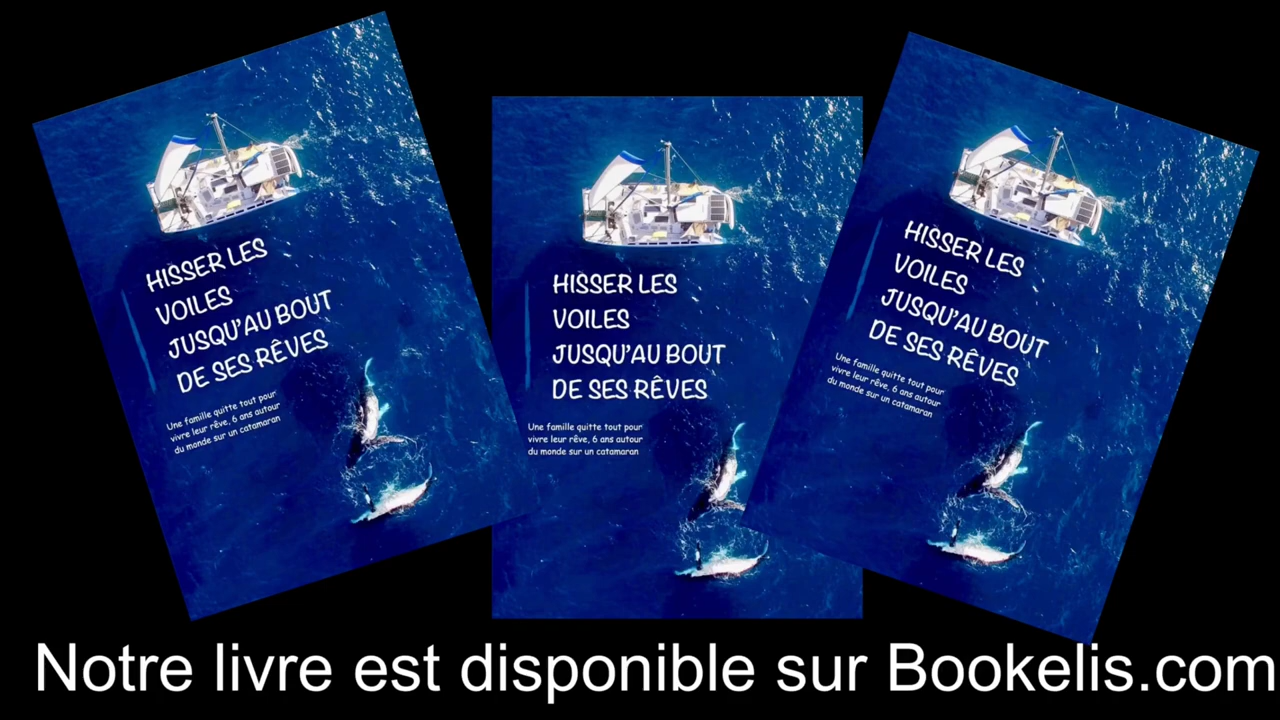 HISSER LES
VOILES
JUSQU'AU BOUT
DE SES RÊVES
Une famille quitte tout pour
vivre leur rêve, 6 ans autour
du monde sur un catamaran
HISSER LES
VOILES
JUSQU'AU BOUT
DE SES RÊVES
Une famille quitte tout pour
vivre leur rêve, 6 ans autour
du monde sur un catamaran
HISSER LES
VOILES
JUSQU'AU BOUT
DE SES RÊVES
Une famille quitte tout pour
vivre leur rêve, 6 ans autour
du monde sur un catamaran
Notre livre est disponible sur Bookelis.com